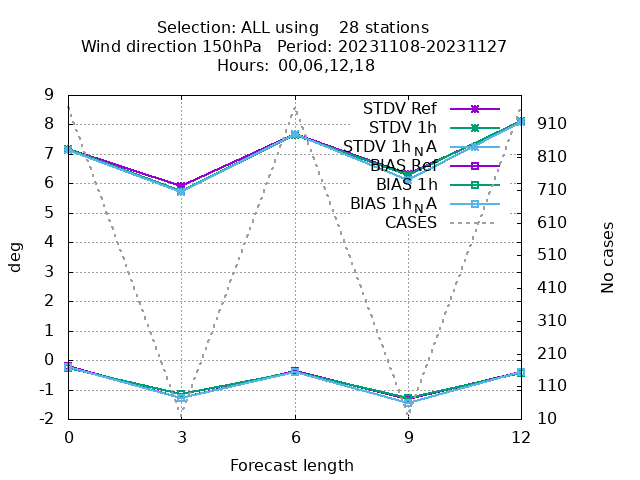 Selection: ALL using    28 stations
Wind direction 150hPa   Period: 20231108-20231127
Hours:  00,06,12,18
STDV Ref
STDV 1h
STDV 1hNA
BIAS Ref
BIAS 1h
BIAS 1hNA
CASES
9
8
7
6
5
4
3
2
1
0
-1
-2
deg
910
810
710
610
510
410
310
210
110
10
No cases
0 3 6 9 12
Forecast length